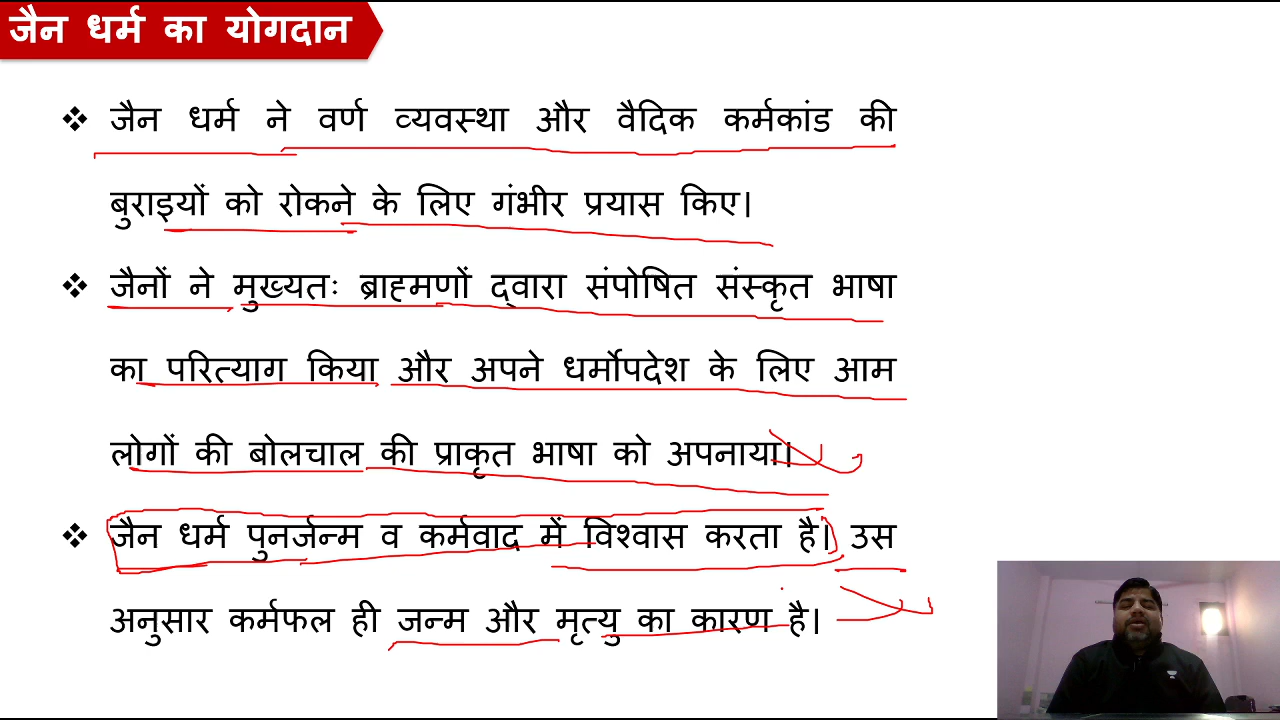 जैन धर्म का योगदान
❖ जैन धर्म ने वर्ण व्यवस्था और वैदिक कर्मकांड की
बुराइयों को रोकने के लिए गंभीर प्रयास किए।
❖ जैनों ने मुख्यतः ब्राह्मणों द्वारा संपोषित संस्कृत भाषा
का परित्याग किया और अपने धर्मोपदेश के लिए आम
लोगों की बोलचाल की प्राकृत भाषा को अपनाया।
❖ जैन धर्म पुनर्जन्म व कर्मवाद में विश्वास करता है। उस
अनुसार कर्मफल ही जन्म और मृत्यु का कारण है।